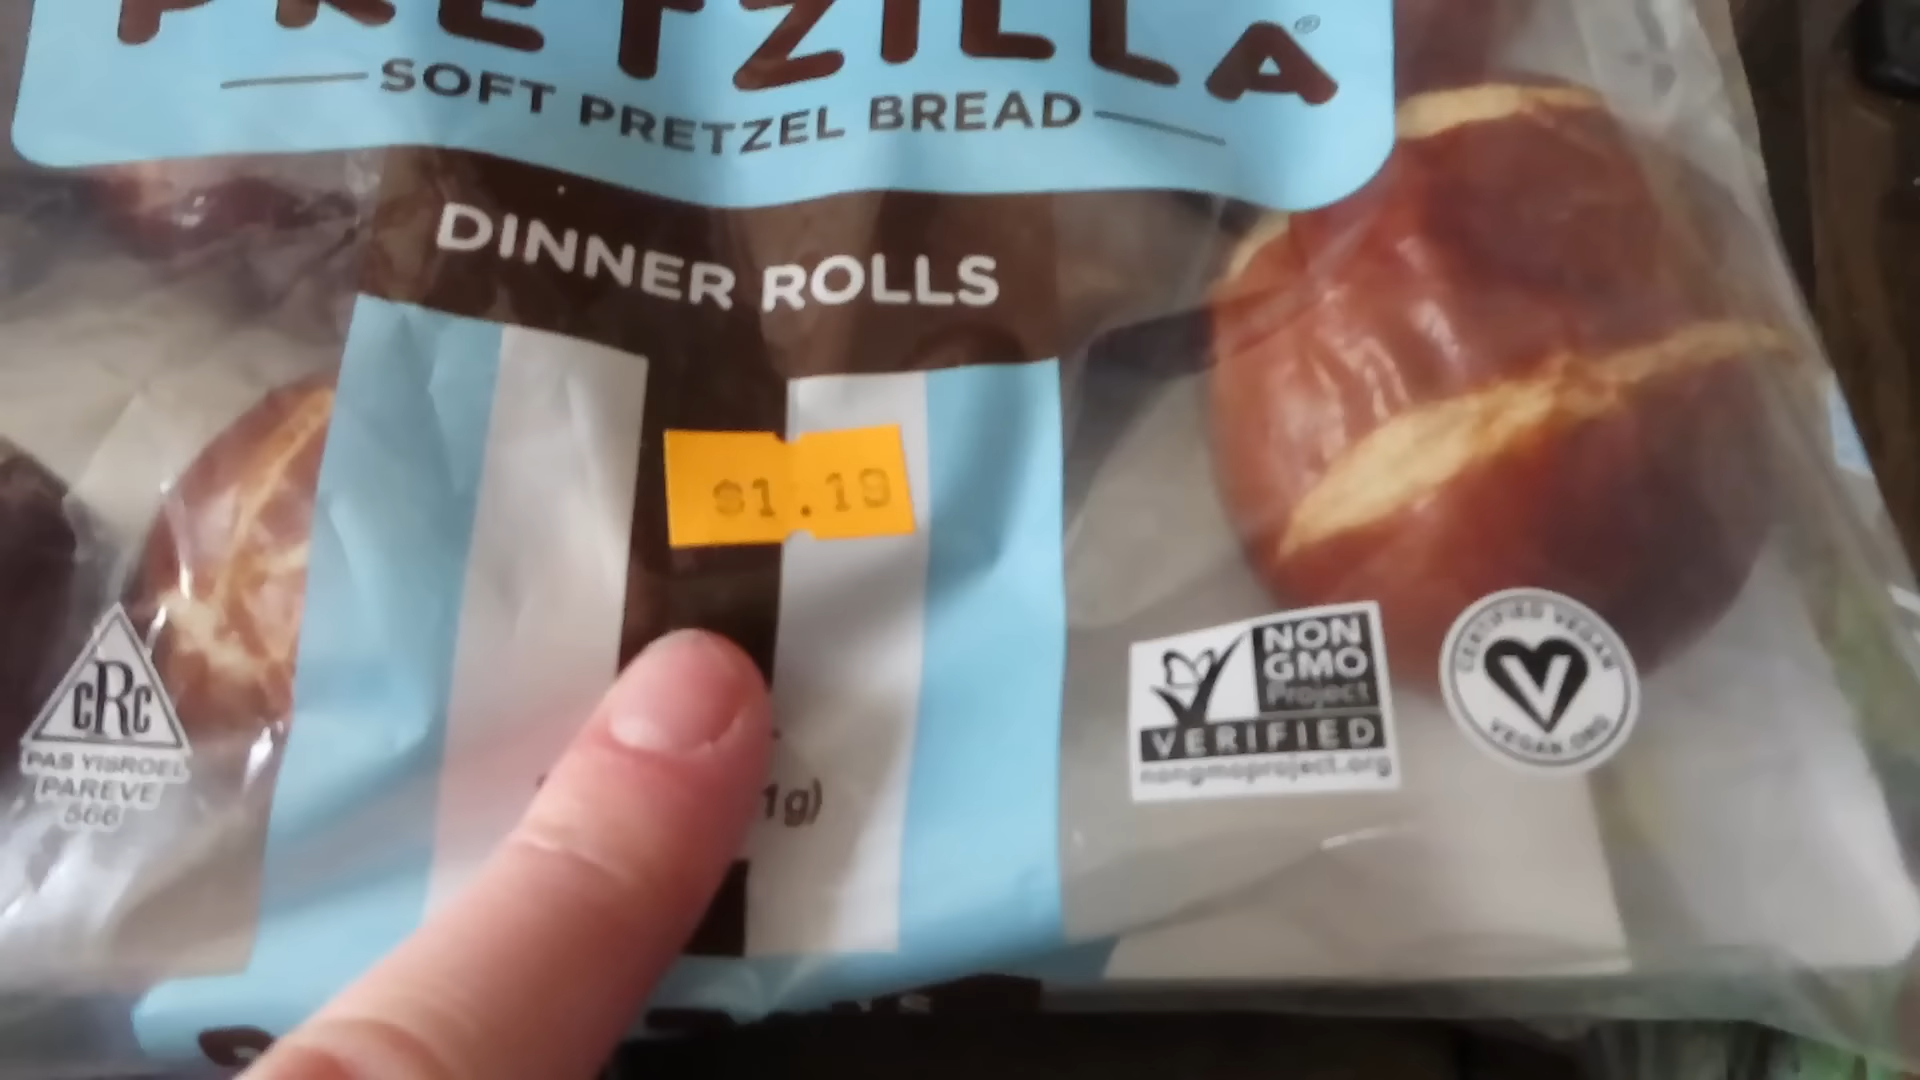 PRETZILLA®
SOFT PRETZEL BREAD
DINNER ROLLS
$1.19
cRc
PAS YISROEL
PAREVE
566
NON
GMO
Project
VERIFIED
nongmoproject.org
CERTIFIED VEGAN
V
VEGAN.ORG
1g)